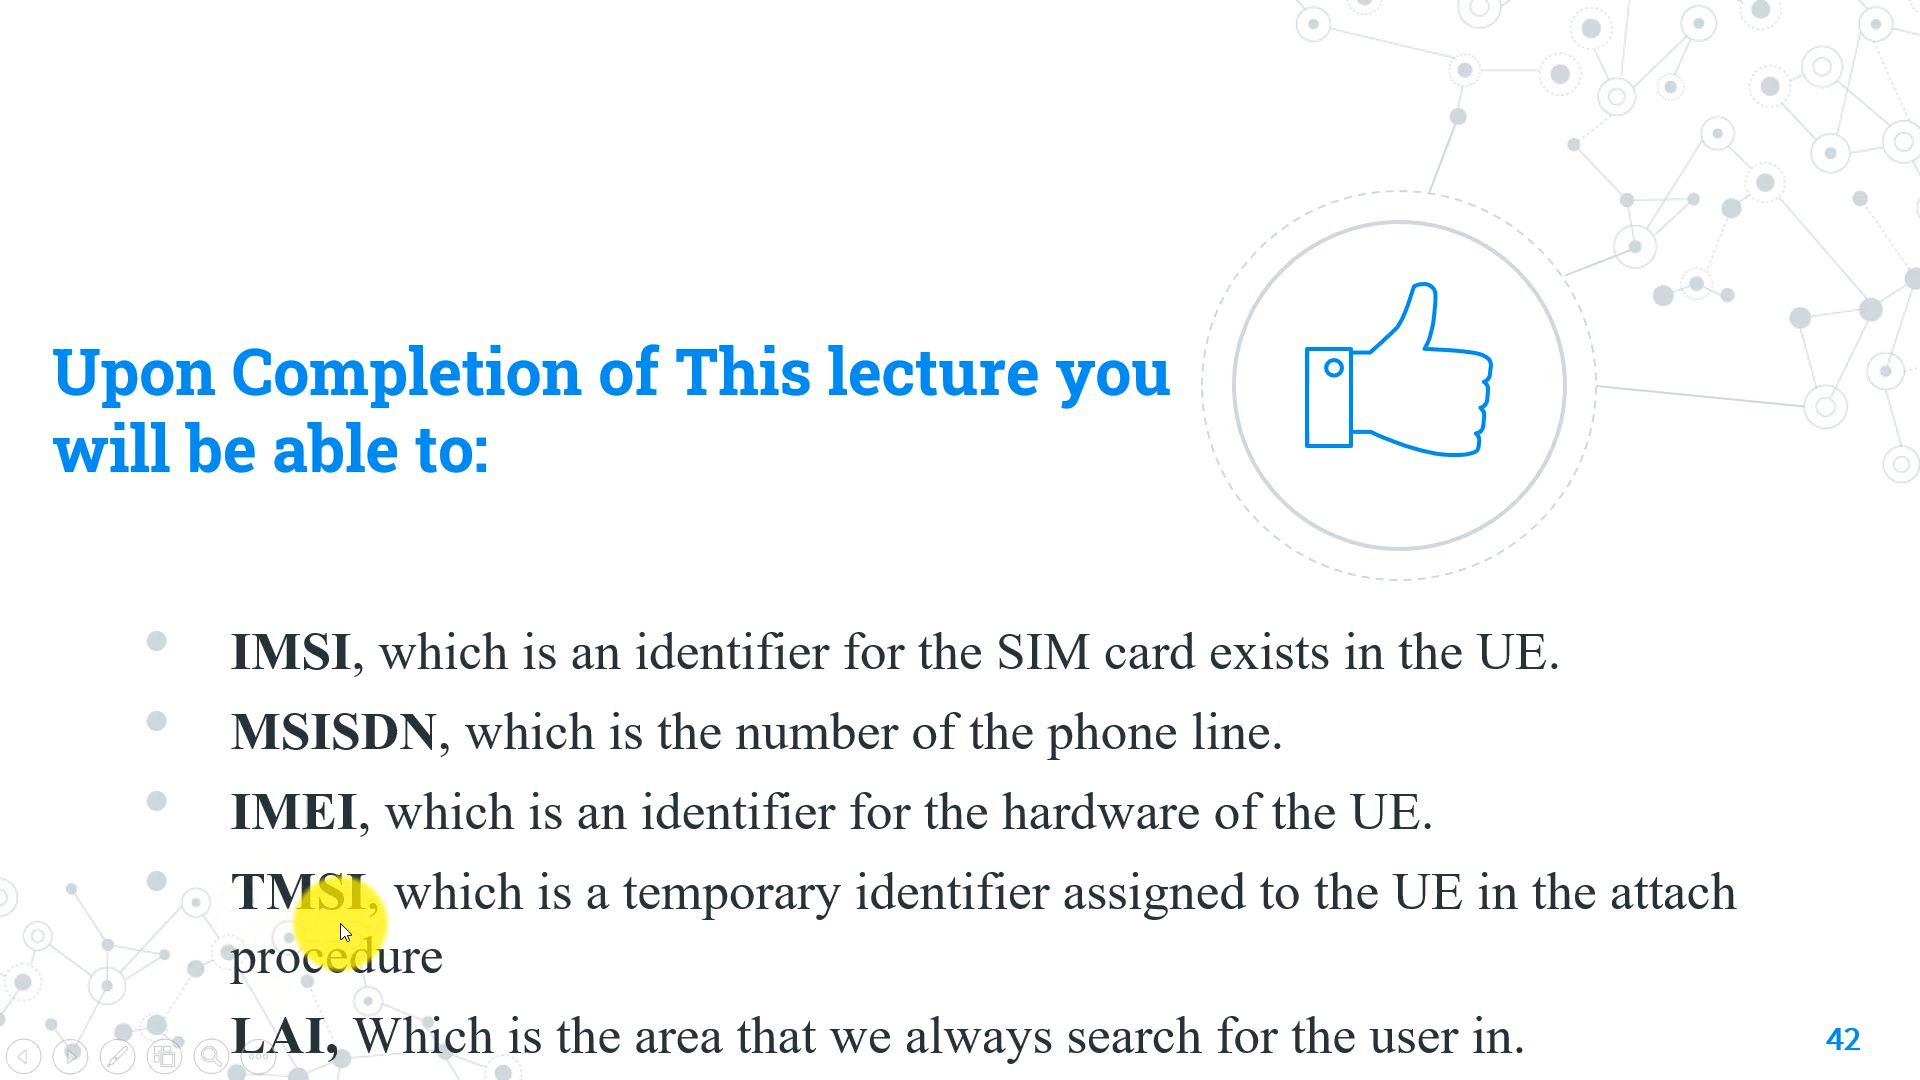 Upon Completion of This lecture you
will be able to:
IMSI, which is an identifier for the SIM card exists in the UE.
MSISDN, which is the number of the phone line.
IMEI, which is an identifier for the hardware of the UE.
TMSI, which is a temporary identifier assigned to the UE in the attach
procedure
LAI, Which is the area that we always search for the user in.
42